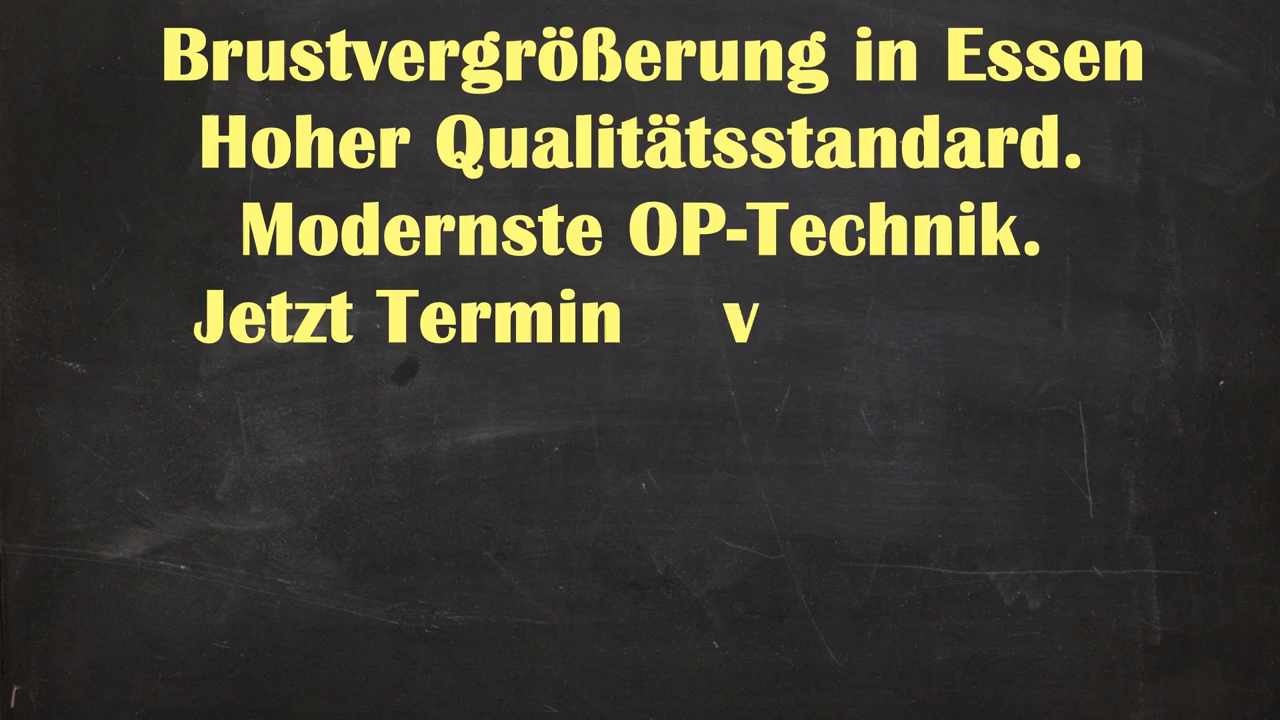 Brustvergrößerung in Essen
Hoher Qualitätsstandard.
Modernste OP-Technik.
Jetzt Termin v